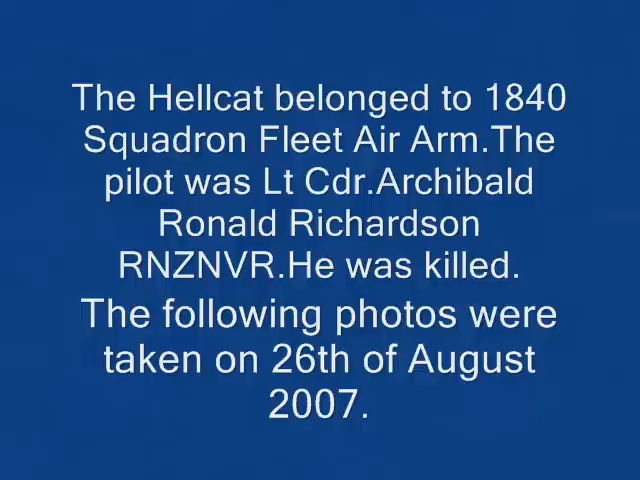 The Hellcat belonged to 1840
Squadron Fleet Air Arm.The
pilot was Lt Cdr.Archibald
Ronald Richardson
RNZNVR.He was killed.
The following photos were
taken on 26th of August
2007.